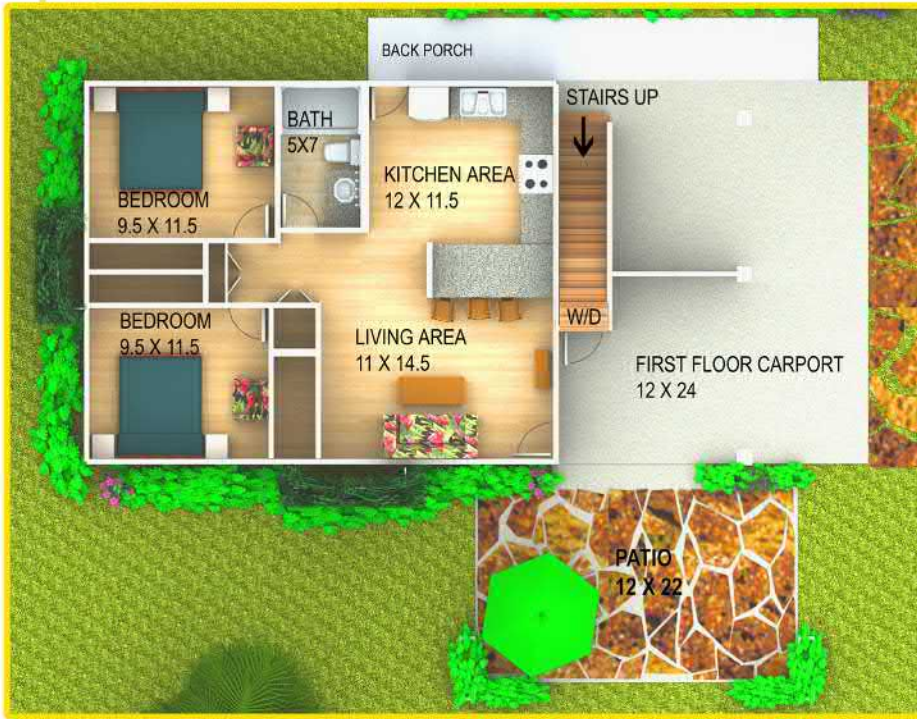 BACK PORCH
STAIRS UP
BATH
5X7
KITCHEN AREA
12 X 11.5
BEDROOM
9.5 X 11.5
BEDROOM
9.5 X 11.5
LIVING AREA
11 X 14.5
W/D
FIRST FLOOR CARPORT
12 X 24
PATIO
12 X 22